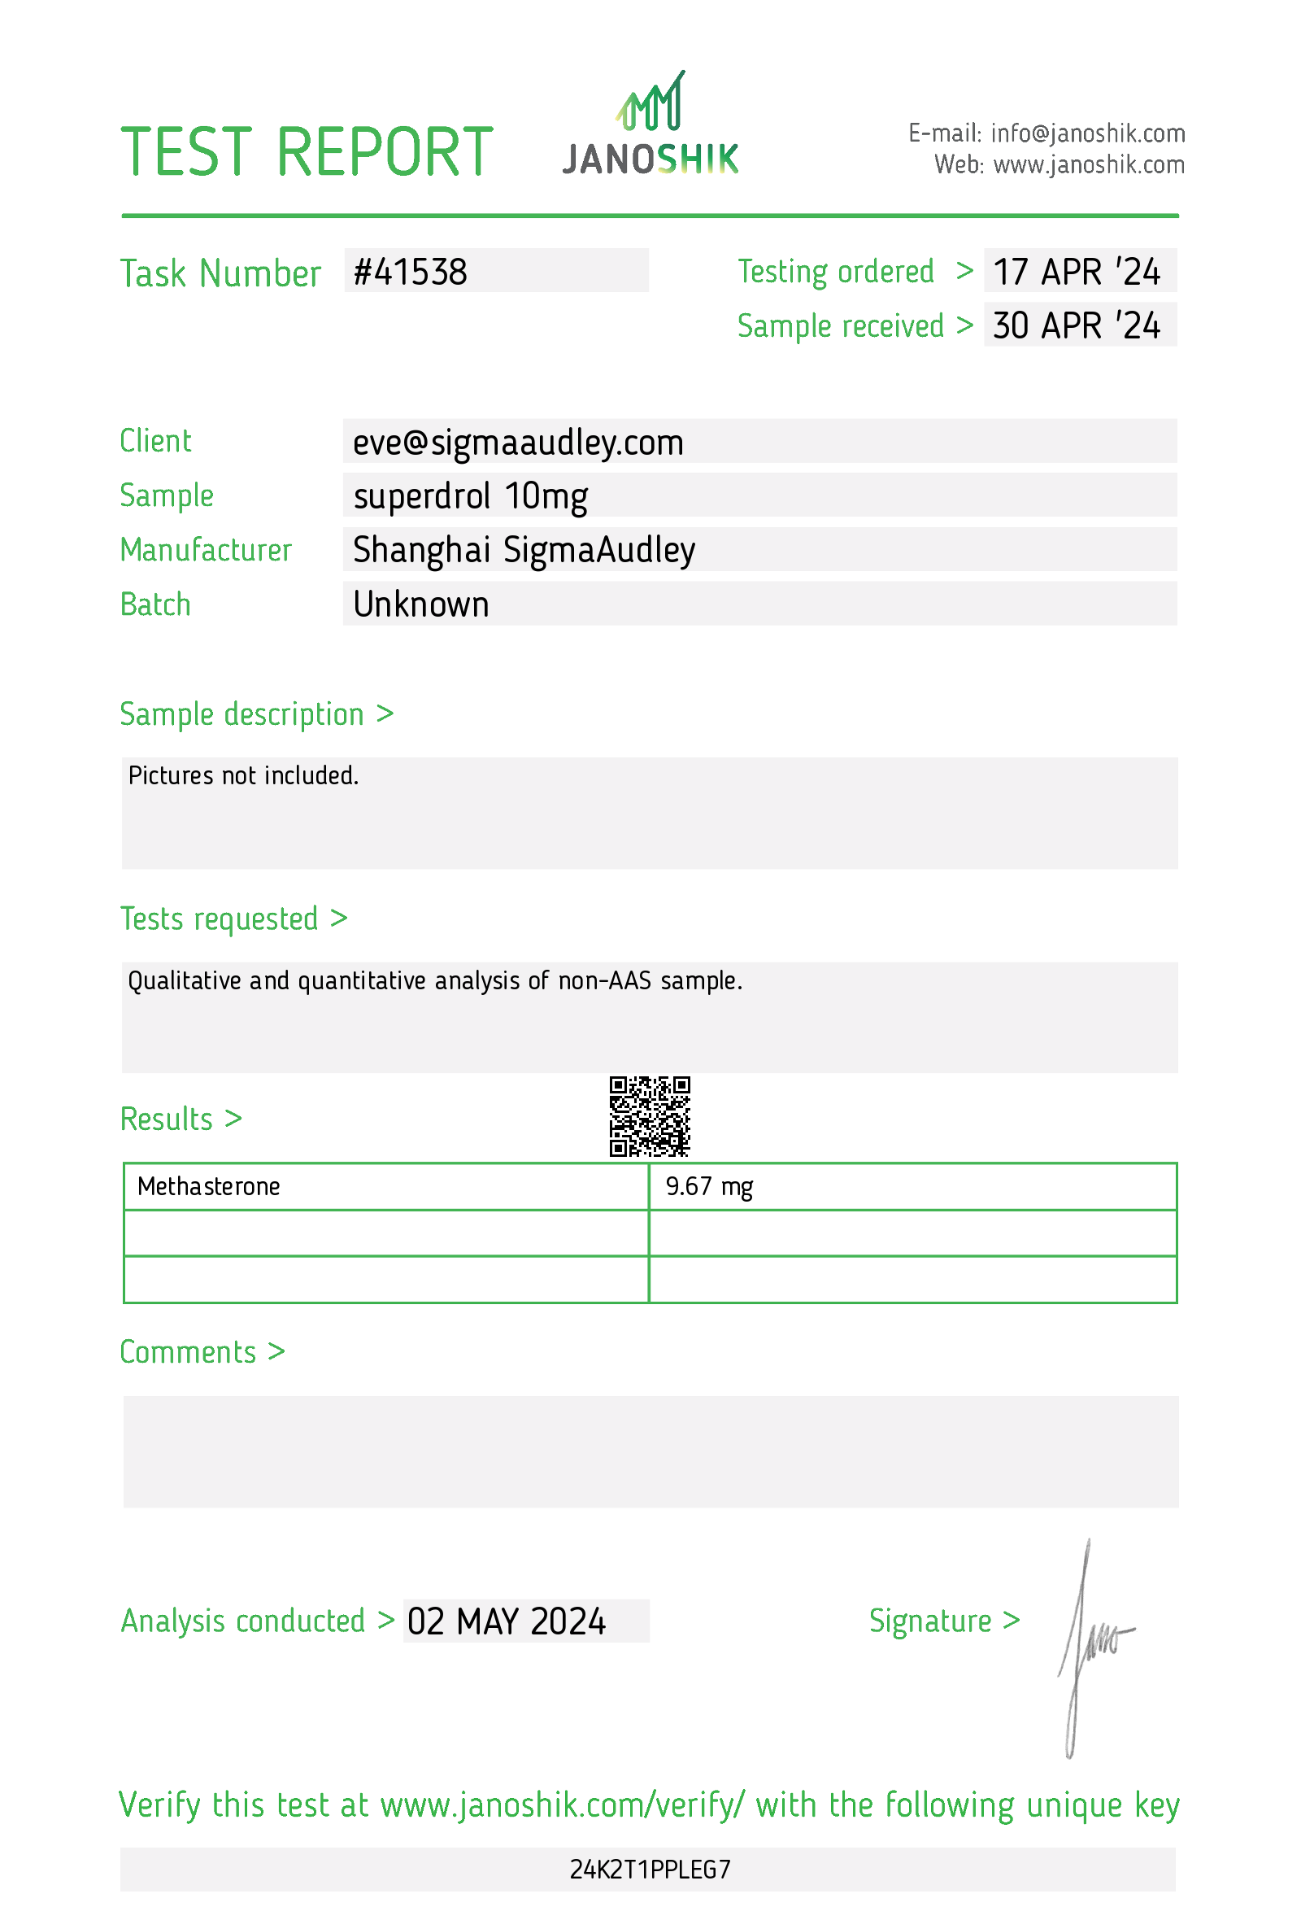 TEST REPORT
JANOSHIK
E-mail: info@janoshik.com
Web: www.janoshik.com
Task Number #41538
Testing ordered > 17 APR '24
Sample received > 30 APR '24
Client eve@sigmaaudley.com
Sample superdrol 10mg
Manufacturer Shanghai SigmaAudley
Batch Unknown
Sample description >
Pictures not included.
Tests requested >
Qualitative and quantitative analysis of non-AAS sample.
Results >
Methasterone 9.67 mg
Comments >
Analysis conducted > 02 MAY 2024
Signature > Jano
Verify this test at www.janoshik.com/verify/ with the following unique key
24K2T1PPLEG7